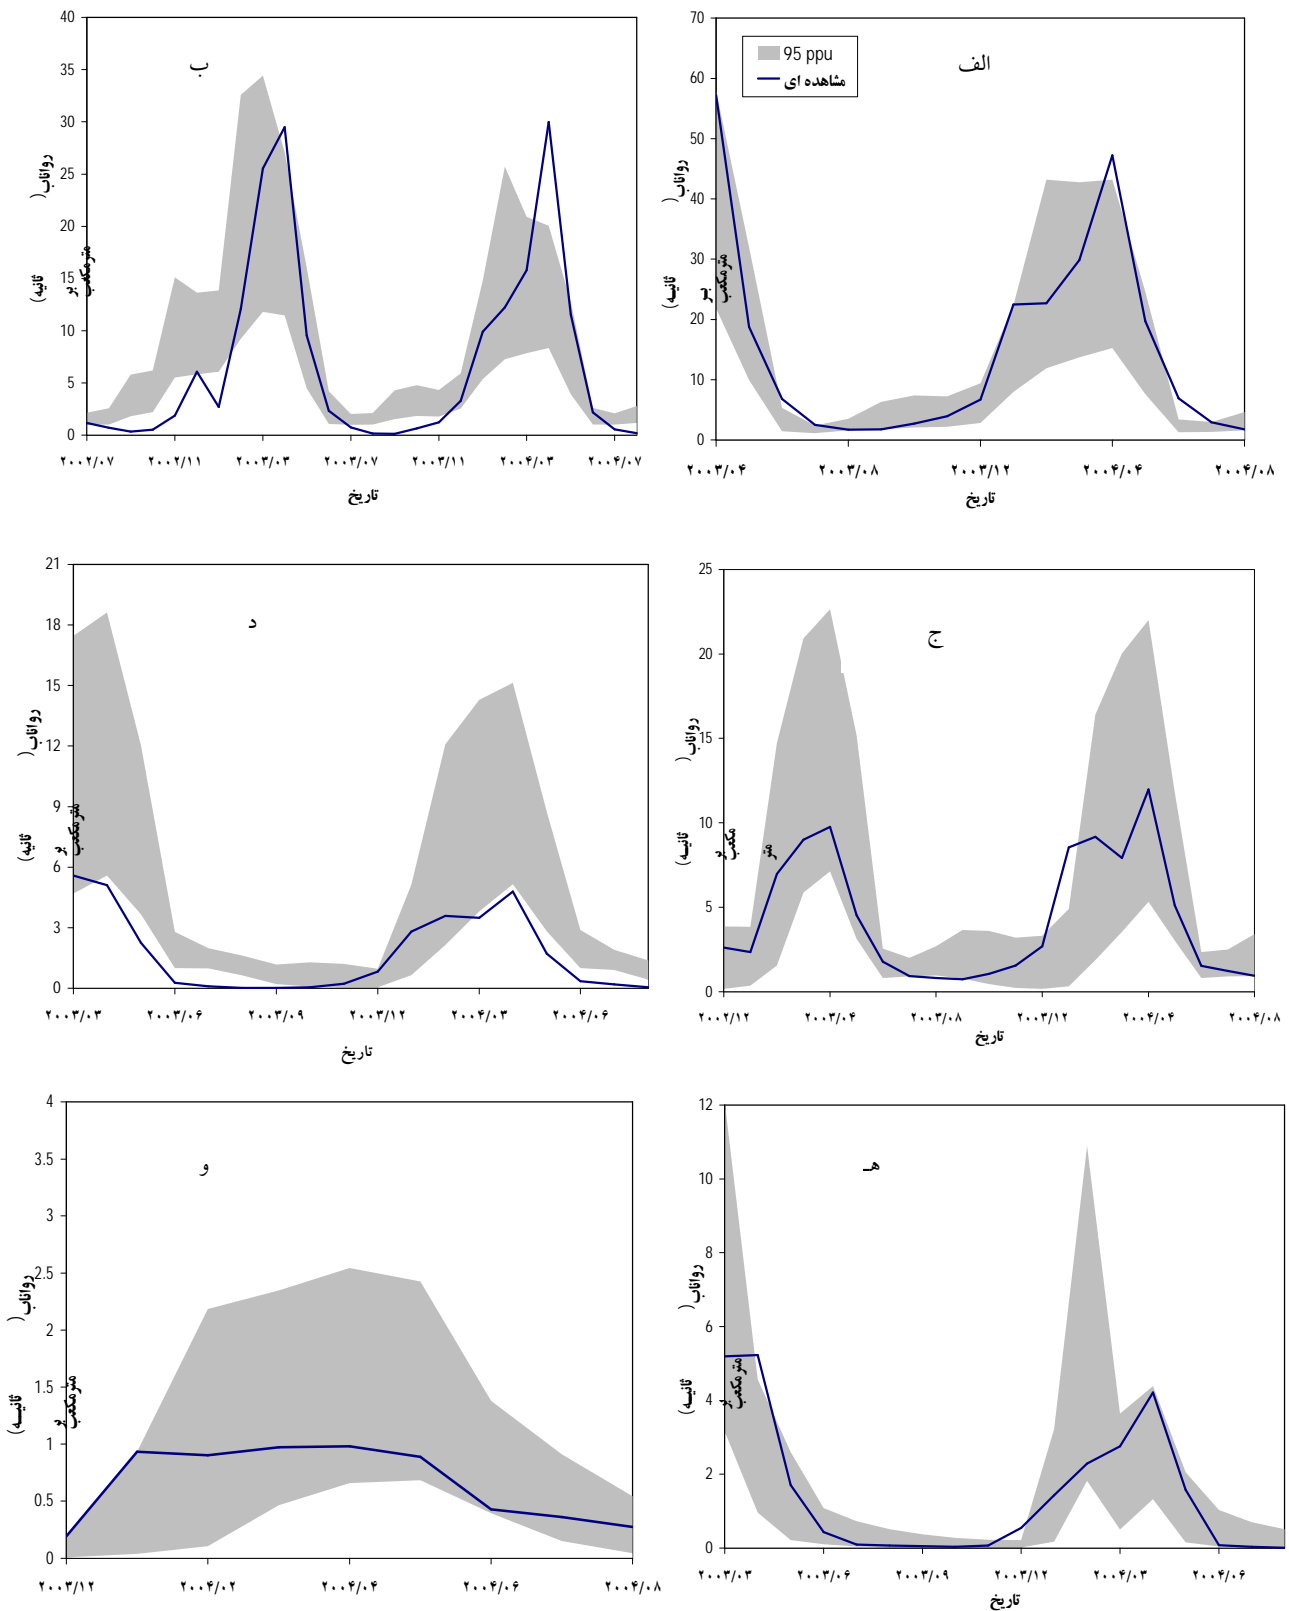 الف
95 ppu
مشاهده ای
70
60
50
40
30
20
10
0
رواناب(
مترمکعب بر
ثانیـه)
۲۰۰۳/۰۴ ۲۰۰۳/۰۸ ۲۰۰۳/۱۲ ۲۰۰۴/۰۴ ۲۰۰۴/۰۸
تاریخ
ب
40
35
30
25
20
15
10
5
0
رواناب(
مترمکعب بر
ثانیه)
۲۰۰۲/۰۷ ۲۰۰۲/۱۱ ۲۰۰۳/۰۳ ۲۰۰۳/۰۷ ۲۰۰۳/۱۱ ۲۰۰۴/۰۳ ۲۰۰۴/۰۷
تاریخ
ج
25
20
15
10
5
0
رواناب(
متر
مکعب بر
ثانیـه)
۲۰۰۲/۱۲ ۲۰۰۳/۰۴ ۲۰۰۳/۰۸ ۲۰۰۳/۱۲ ۲۰۰۴/۰۴ ۲۰۰۴/۰۸
تاریخ
د
21
18
15
12
9
6
3
0
رواناب(
مترمکعب بر
ثانیه)
۲۰۰۳/۰۳ ۲۰۰۳/۰۶ ۲۰۰۳/۰۹ ۲۰۰۳/۱۲ ۲۰۰۴/۰۳ ۲۰۰۴/۰۶
تاریخ
هـ
12
10
8
6
4
2
0
رواناب(
مترمکعب بر
ثانیـه)
۲۰۰۳/۰۳ ۲۰۰۳/۰۶ ۲۰۰۳/۰۹ ۲۰۰۳/۱۲ ۲۰۰۴/۰۳ ۲۰۰۴/۰۶
تاریخ
و
4
3.5
3
2.5
2
1.5
1
0.5
0
رواناب(
مترمکعب بر
ثانیـه)
۲۰۰۳/۱۲ ۲۰۰۴/۰۲ ۲۰۰۴/۰۴ ۲۰۰۴/۰۶ ۲۰۰۴/۰۸